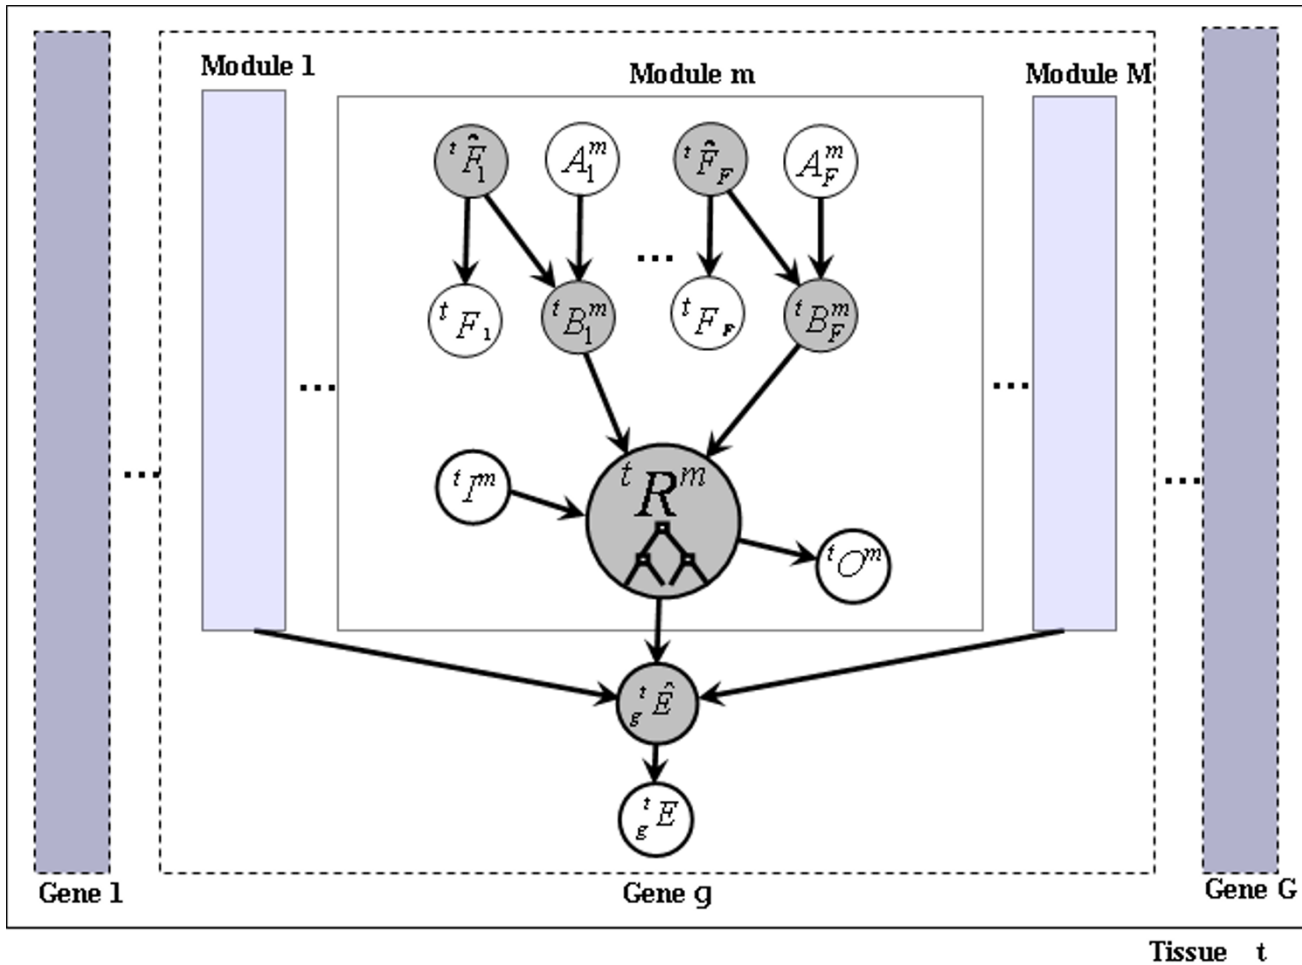 Module 1 Module m Module M
ᵗF̂₁ A₁ᵐ ᵗF̂_F A_Fᵐ
...
ᵗF₁ ᵗB₁ᵐ ᵗF_F ᵗB_Fᵐ
... ...
ᵗRᵐ
ᵗIᵐ
... ...
ᵗOᵐ
ᵗ_gÊ
ᵗ_gE
Gene 1 Gene g Gene G
Tissue t